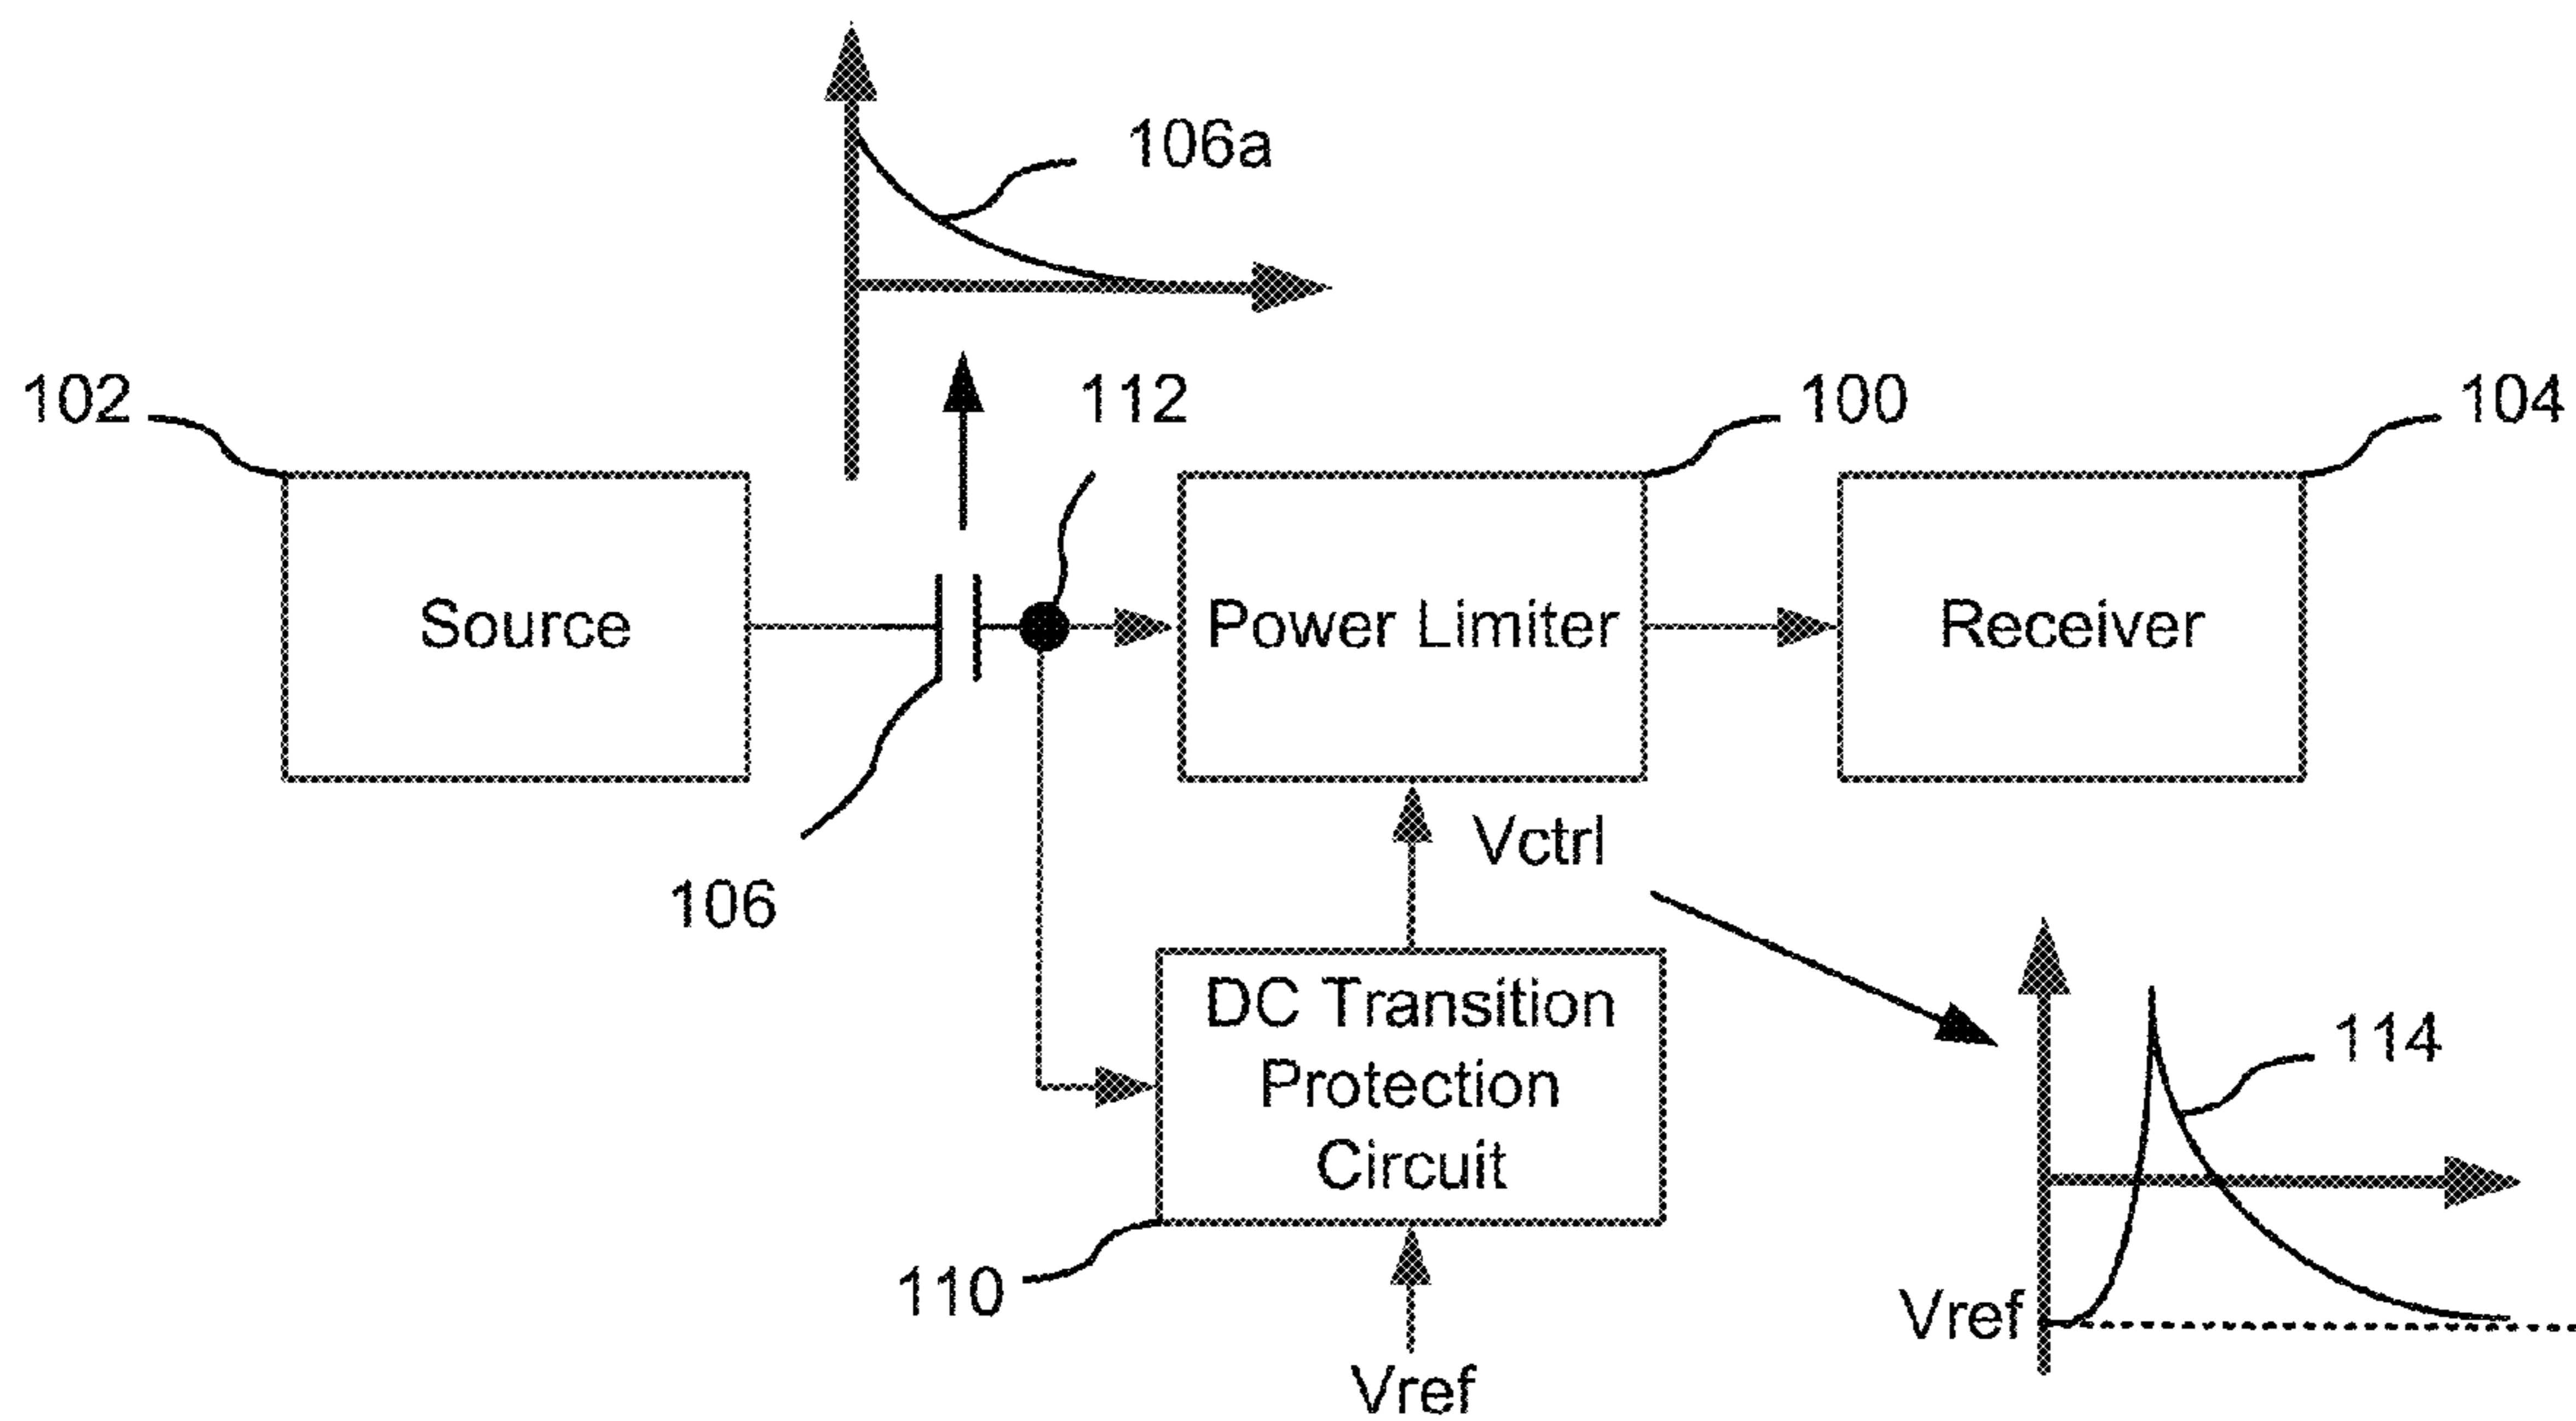 106a
102
112
100
104
Source
Power Limiter
Receiver
Vctrl
106
DC Transition
Protection
Circuit
114
110
Vref
Vref